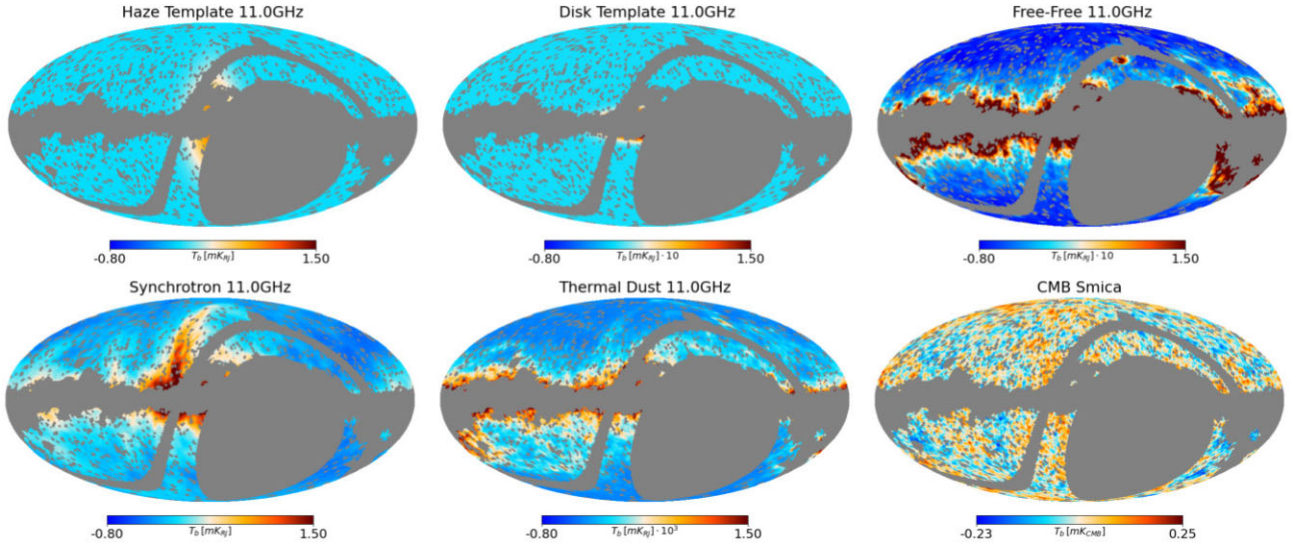 Haze Template 11.0GHz
Disk Template 11.0GHz
Free-Free 11.0GHz
-0.80 T_b [mK_RJ] 1.50
-0.80 T_b [mK_RJ] · 10 1.50
-0.80 T_b [mK_RJ] · 10 1.50
Synchrotron 11.0GHz
Thermal Dust 11.0GHz
CMB Smica
-0.80 T_b [mK_RJ] 1.50
-0.80 T_b [mK_RJ] · 10³ 1.50
-0.23 T_b [mK_CMB] 0.25